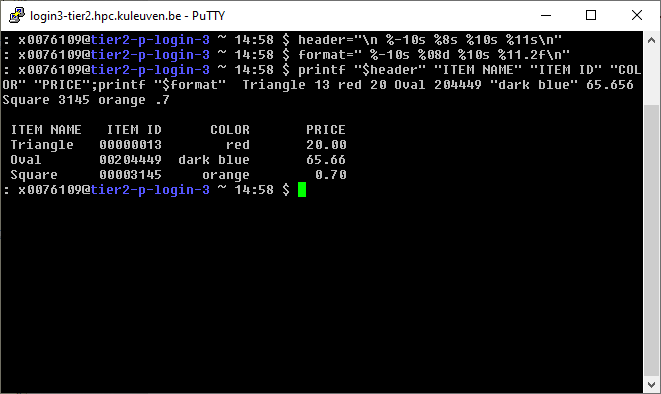 login3-tier2.hpc.kuleuven.be - PuTTY
: x0076109@tier2-p-login-3 ~ 14:58 $ header="\n %-10s %8s %10s %11s\n"
: x0076109@tier2-p-login-3 ~ 14:58 $ format=" %-10s %08d %10s %11.2f\n"
: x0076109@tier2-p-login-3 ~ 14:58 $ printf "$header" "ITEM NAME" "ITEM ID" "COL
OR" "PRICE";printf "$format"  Triangle 13 red 20 Oval 204449 "dark blue" 65.656
Square 3145 orange .7
ITEM NAME   ITEM ID      COLOR       PRICE
Triangle   00000013        red       20.00
Oval       00204449  dark blue       65.66
Square     00003145     orange        0.70
: x0076109@tier2-p-login-3 ~ 14:58 $